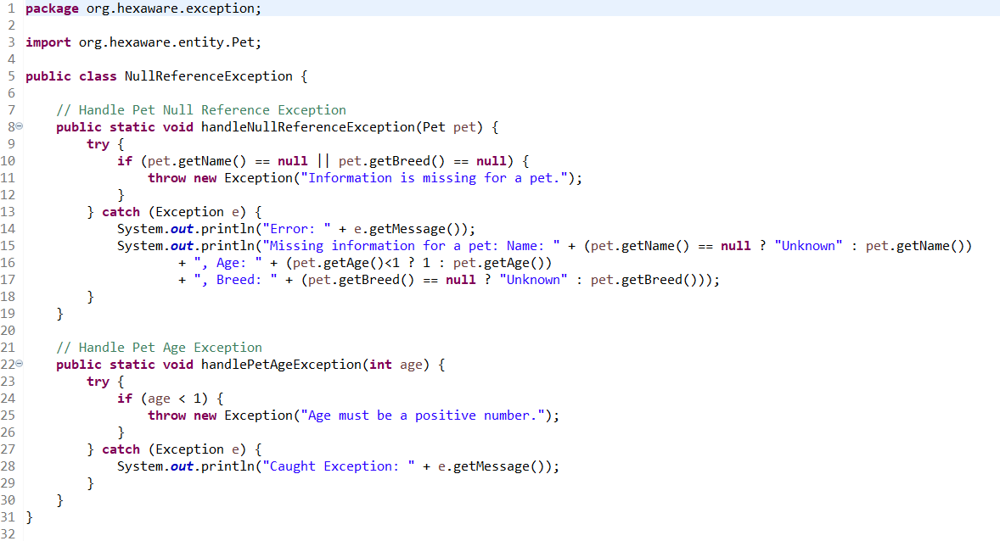 1 package org.hexaware.exception;
2
3 import org.hexaware.entity.Pet;
4
5 public class NullReferenceException {
6
7     // Handle Pet Null Reference Exception
8     public static void handleNullReferenceException(Pet pet) {
9         try {
10             if (pet.getName() == null || pet.getBreed() == null) {
11                 throw new Exception("Information is missing for a pet.");
12             }
13         } catch (Exception e) {
14             System.out.println("Error: " + e.getMessage());
15             System.out.println("Missing information for a pet: Name: " + (pet.getName() == null ? "Unknown" : pet.getName())
16                     + ", Age: " + (pet.getAge()<1 ? 1 : pet.getAge())
17                     + ", Breed: " + (pet.getBreed() == null ? "Unknown" : pet.getBreed()));
18         }
19     }
20
21     // Handle Pet Age Exception
22     public static void handlePetAgeException(int age) {
23         try {
24             if (age < 1) {
25                 throw new Exception("Age must be a positive number.");
26             }
27         } catch (Exception e) {
28             System.out.println("Caught Exception: " + e.getMessage());
29         }
30     }
31 }
32